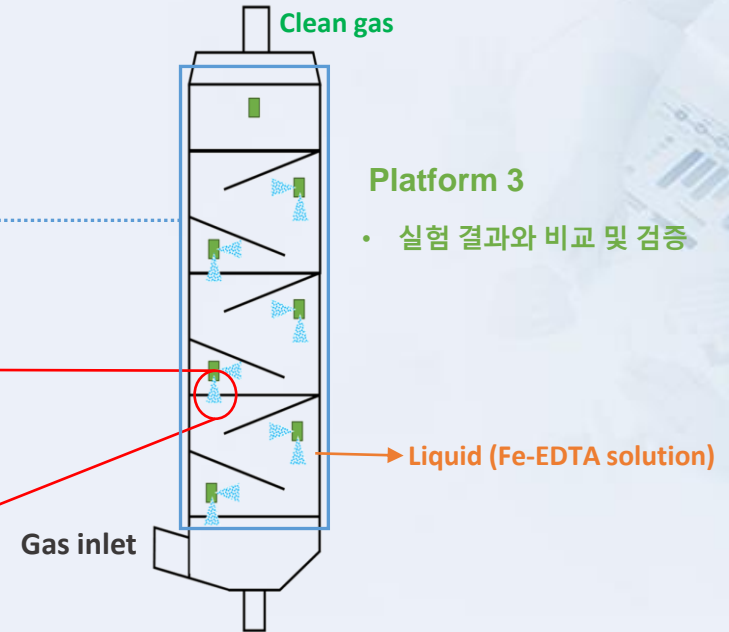 Clean gas
Platform 3
• 실험 결과와 비교 및 검증
Liquid (Fe-EDTA solution)
Gas inlet